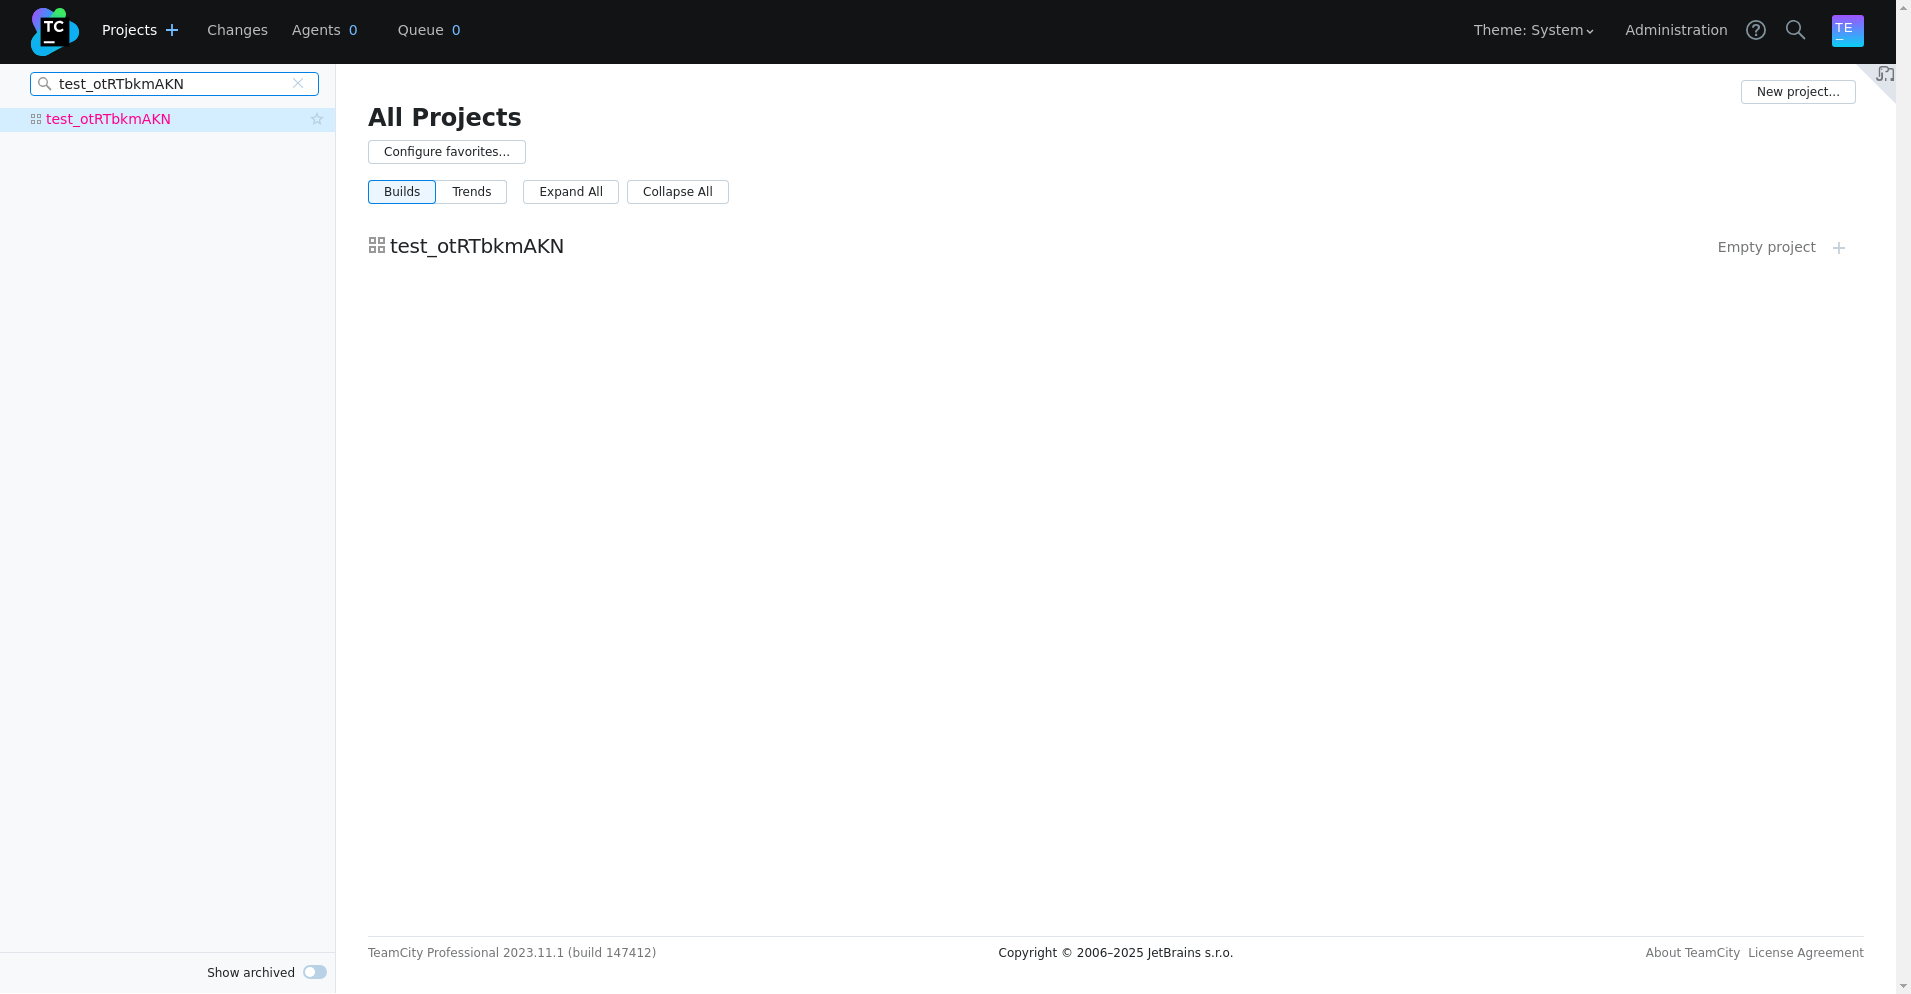 TC
Projects Changes Agents 0 Queue 0 Theme: System Administration TE
test_otRTbkmAKN
test_otRTbkmAKN
New project...
All Projects
Configure favorites...
Builds Trends Expand All Collapse All
test_otRTbkmAKN Empty project
Show archived
TeamCity Professional 2023.11.1 (build 147412) Copyright © 2006–2025 JetBrains s.r.o. About TeamCity License Agreement